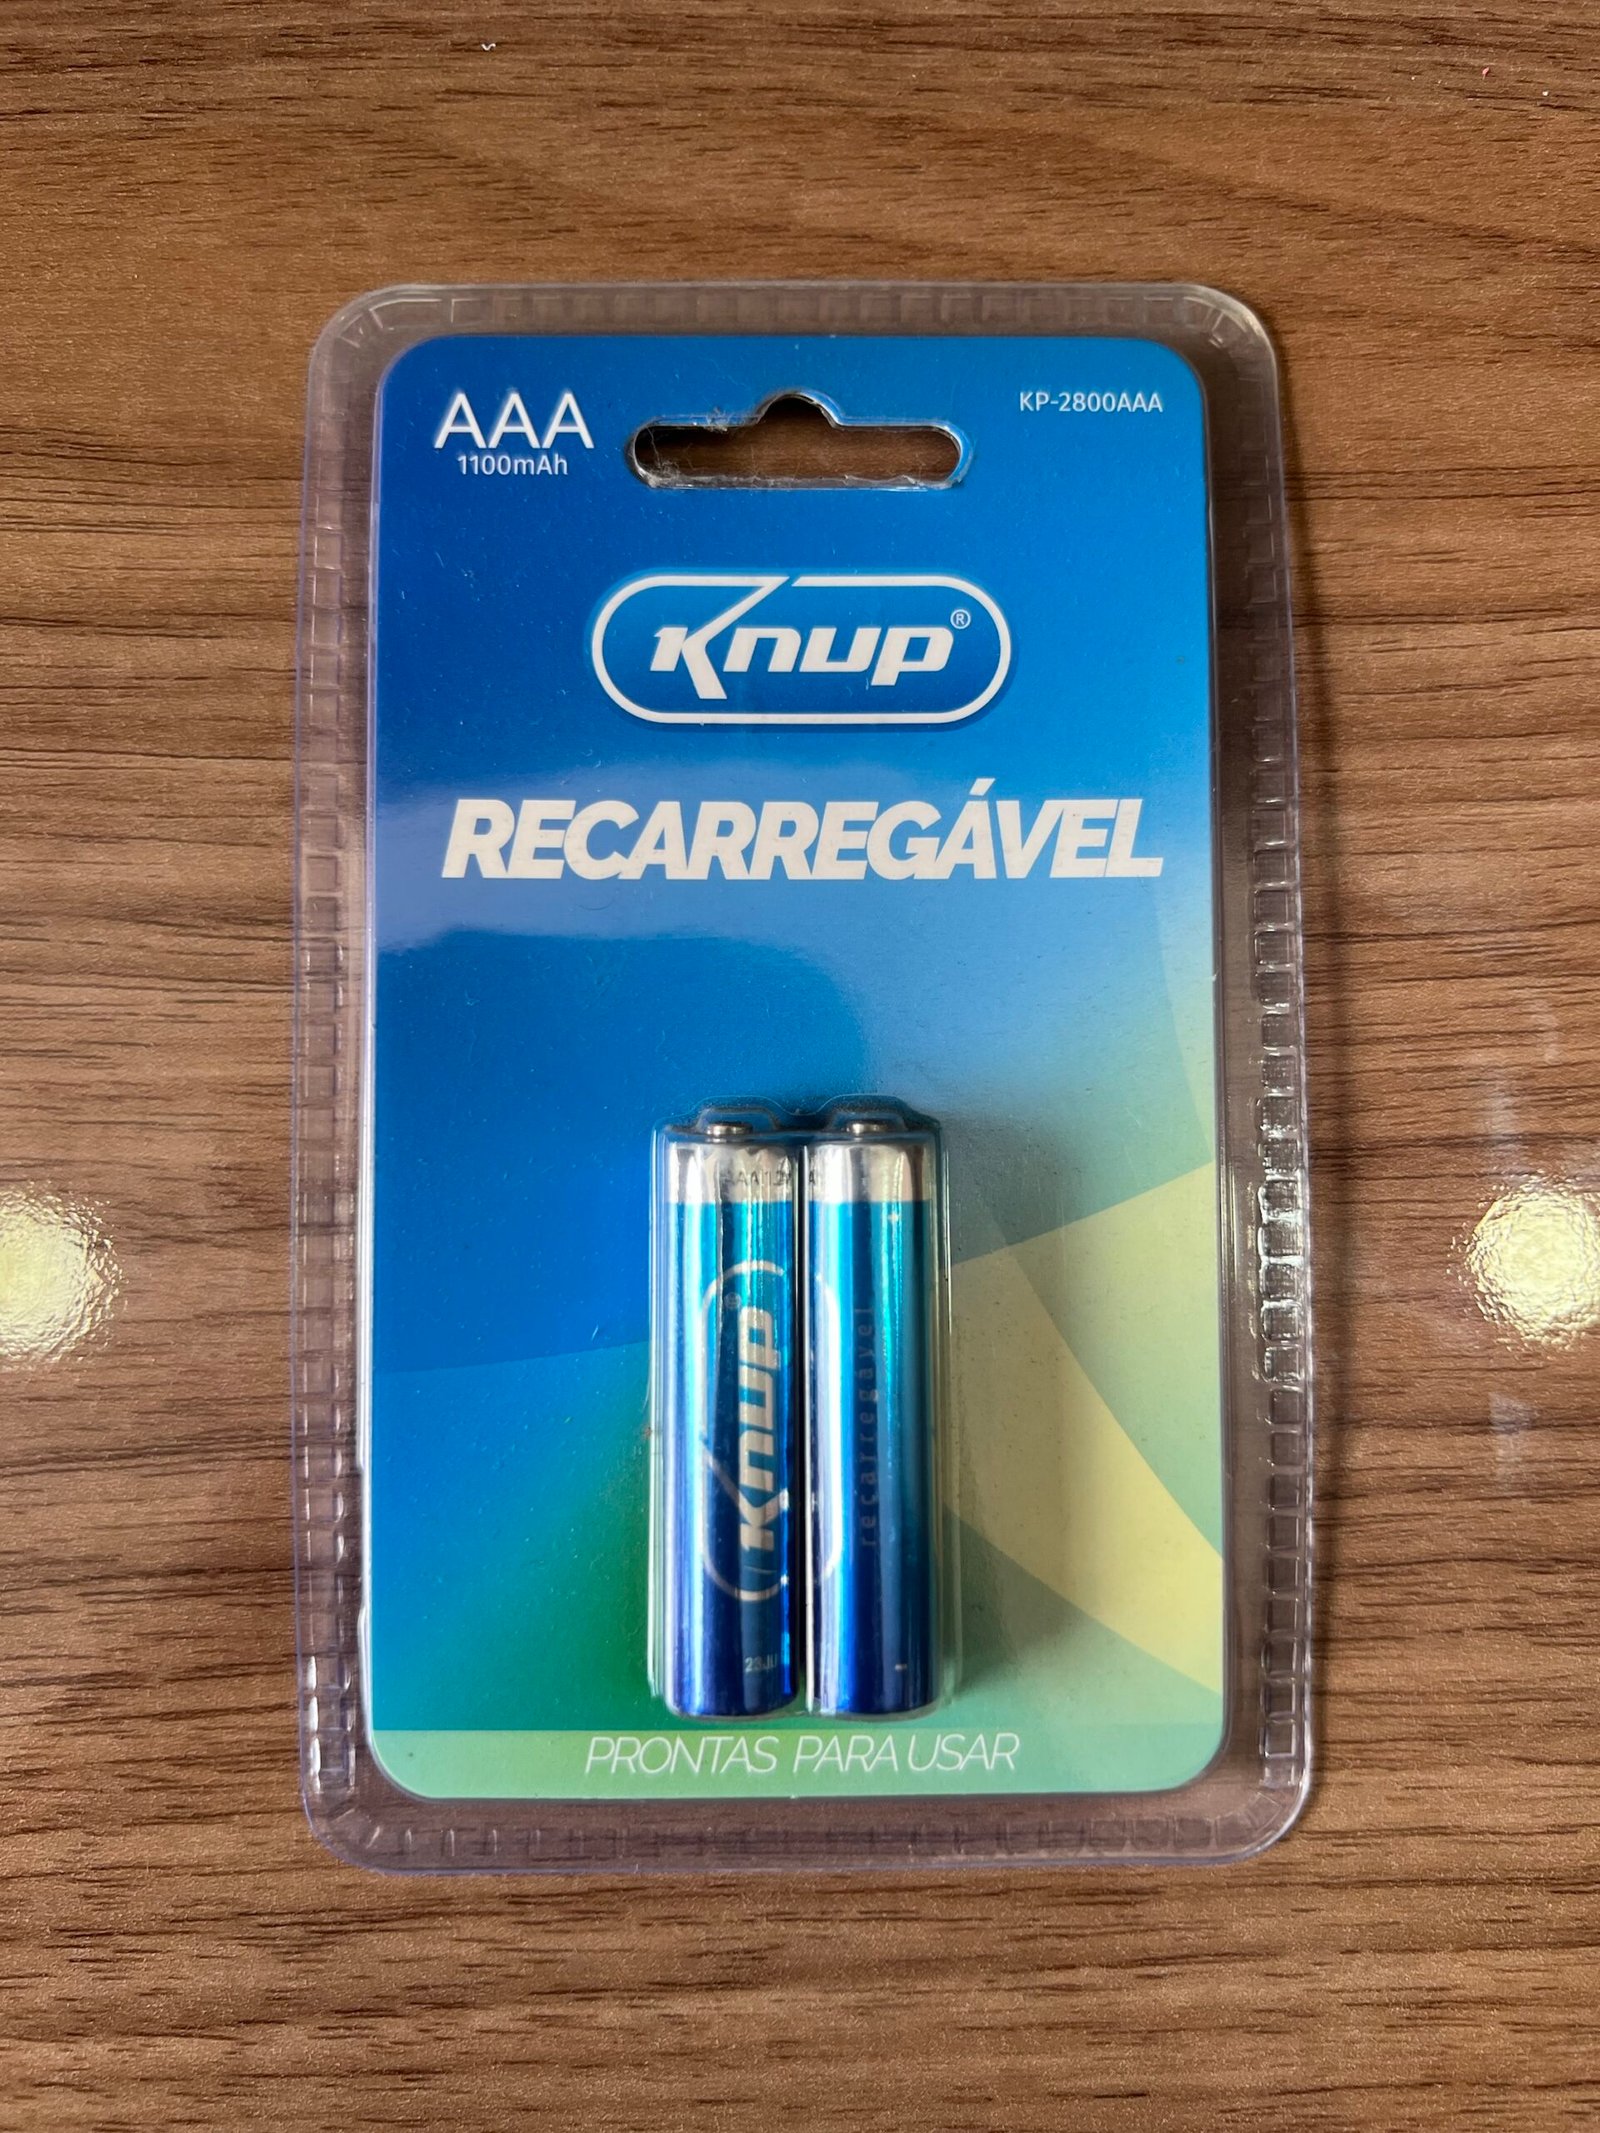 AAA
1100mAh
KP-2800AAA
Knup®
RECARREGÁVEL
Knup®
recarregável
PRONTAS PARA USAR